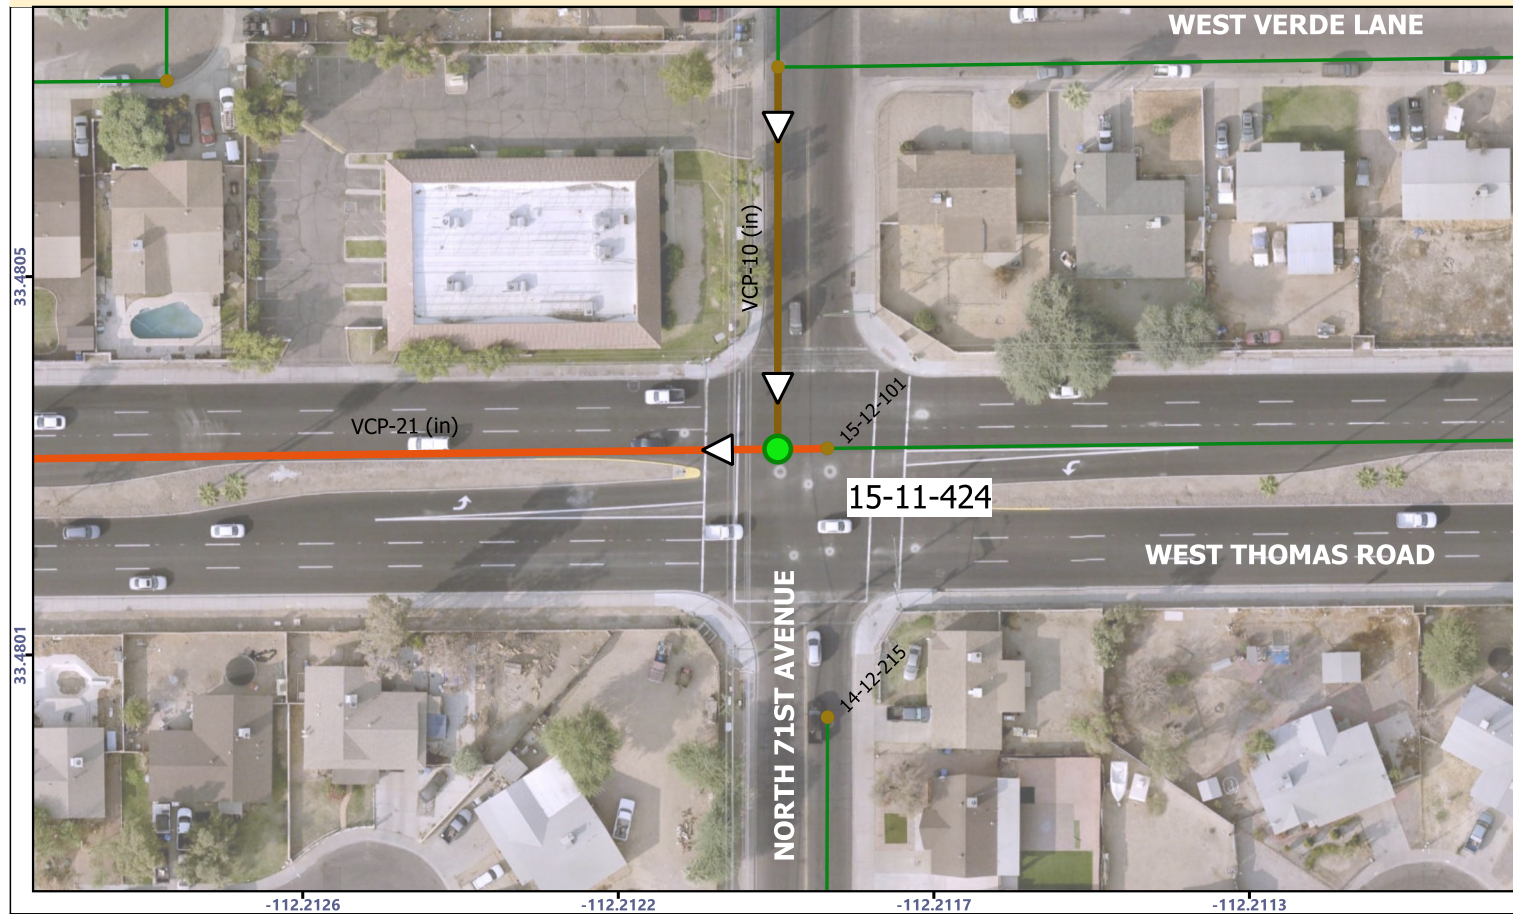 WEST VERDE LANE
33.4805
VCP-10 (in)
VCP-21 (in)
15-12-101
15-11-424
WEST THOMAS ROAD
NORTH 71ST AVENUE
14-12-215
33.4801
-112.2126
-112.2122
-112.2117
-112.2113